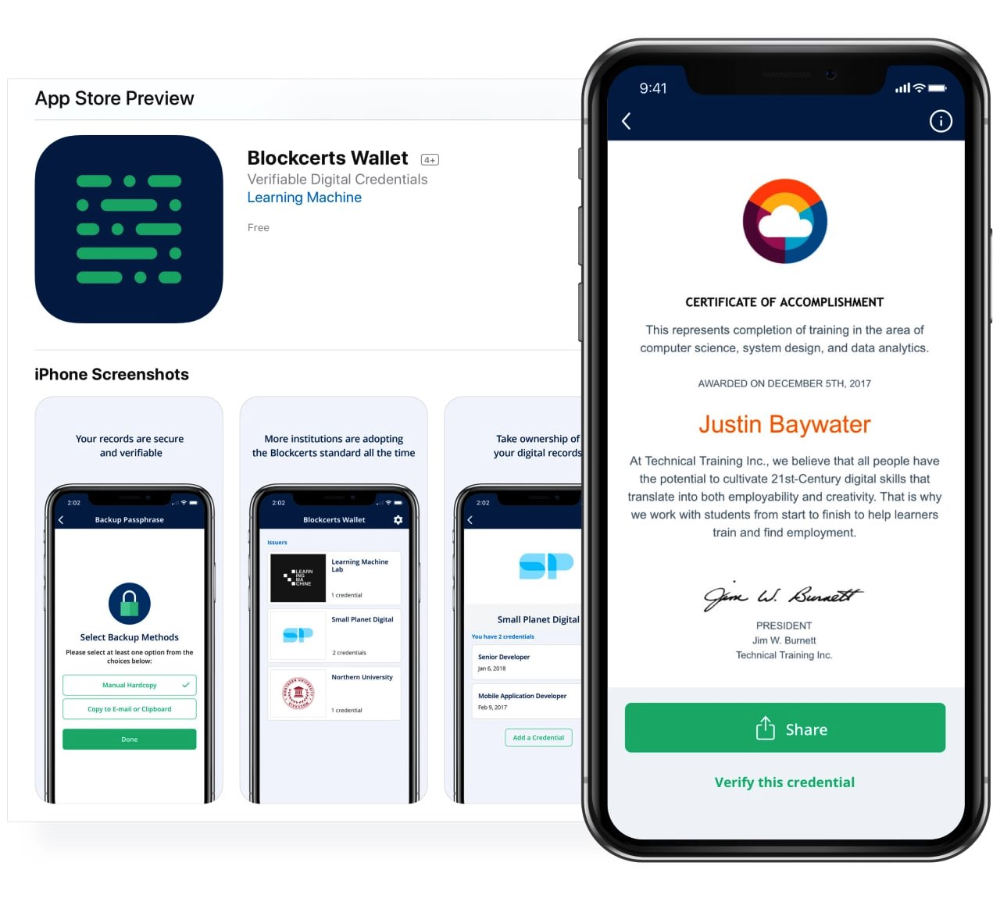 App Store Preview
Blockcerts Wallet 4+
Verifiable Digital Credentials
Learning Machine
Free
iPhone Screenshots
Your records are secure
and verifiable
2:02
Backup Passphrase
Select Backup Methods
Please select at least one option from the
choices below:
Manual Hardcopy
Copy to E-mail or Clipboard
Done
More institutions are adopting
the Blockcerts standard all the time
2:02
Blockcerts Wallet
Issuers
LEARN
ING
MA
CHINE
Learning Machine
Lab
1 credential
SP
Small Planet Digital
2 credentials
NORTHERN UNIVERSITY
Northern University
1 credential
Take ownership of
your digital records
2:02
SP
Small Planet Digital
You have 2 credentials
Senior Developer
Jan 6, 2018
Mobile Application Developer
Feb 9, 2017
Add a Credential
9:41
CERTIFICATE OF ACCOMPLISHMENT
This represents completion of training in the area of
computer science, system design, and data analytics.
AWARDED ON DECEMBER 5TH, 2017
Justin Baywater
At Technical Training Inc., we believe that all people have
the potential to cultivate 21st-Century digital skills that
translate into both employability and creativity. That is why
we work with students from start to finish to help learners
train and find employment.
Jim W. Burnett
PRESIDENT
Jim W. Burnett
Technical Training Inc.
Share
Verify this credential